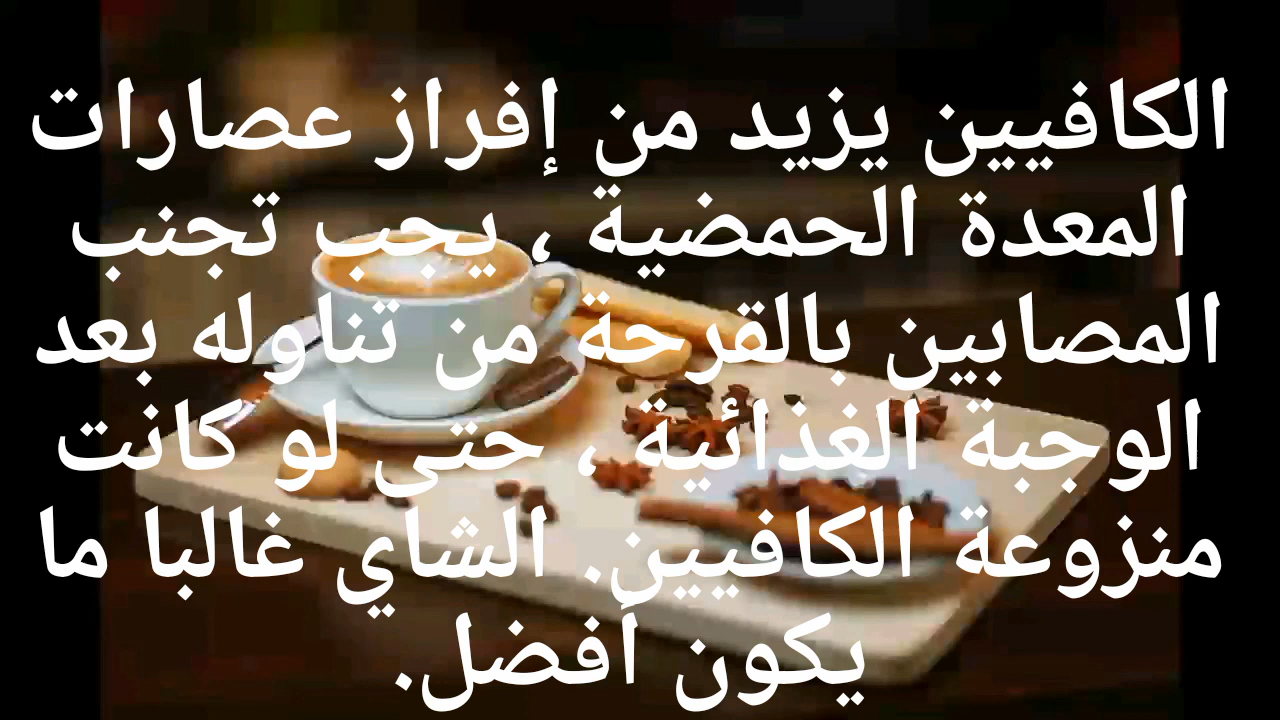 الكافيين يزيد من إفراز عصارات
المعدة الحمضية ، يجب تجنب
المصابين بالقرحة من تناوله بعد
الوجبة الغذائية ، حتى لو كانت
منزوعة الكافيين. الشاي غالبا ما
يكون أفضل.